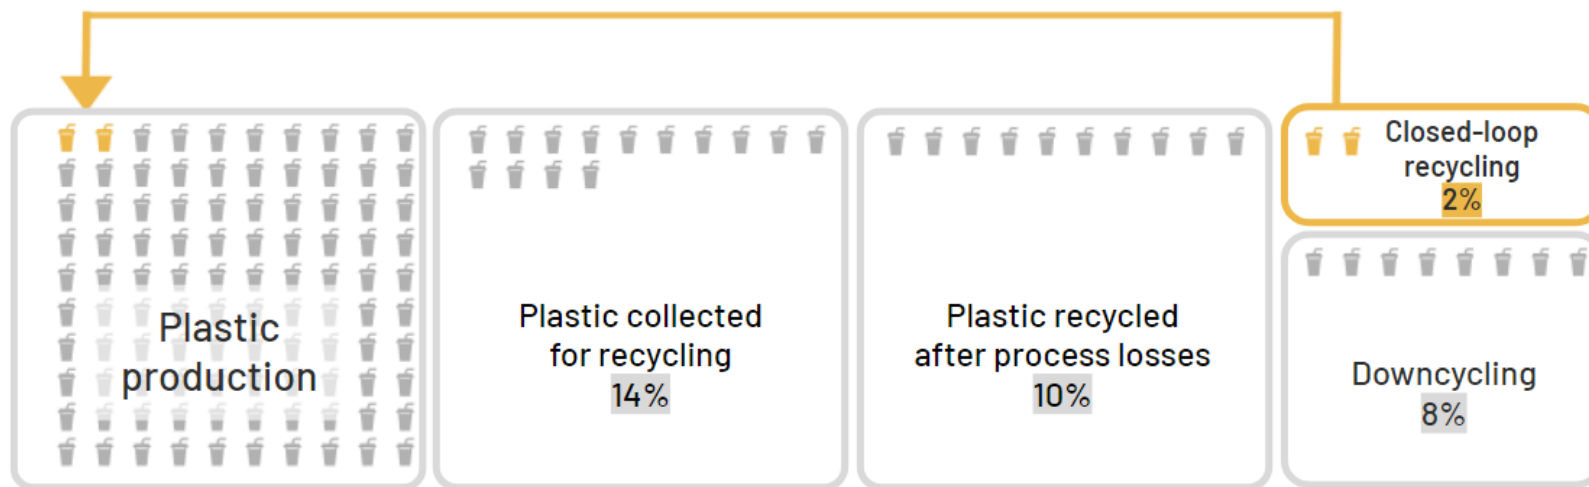 Plastic
production
Plastic collected
for recycling
14%
Plastic recycled
after process losses
10%
Closed-loop
recycling
2%
Downcycling
8%